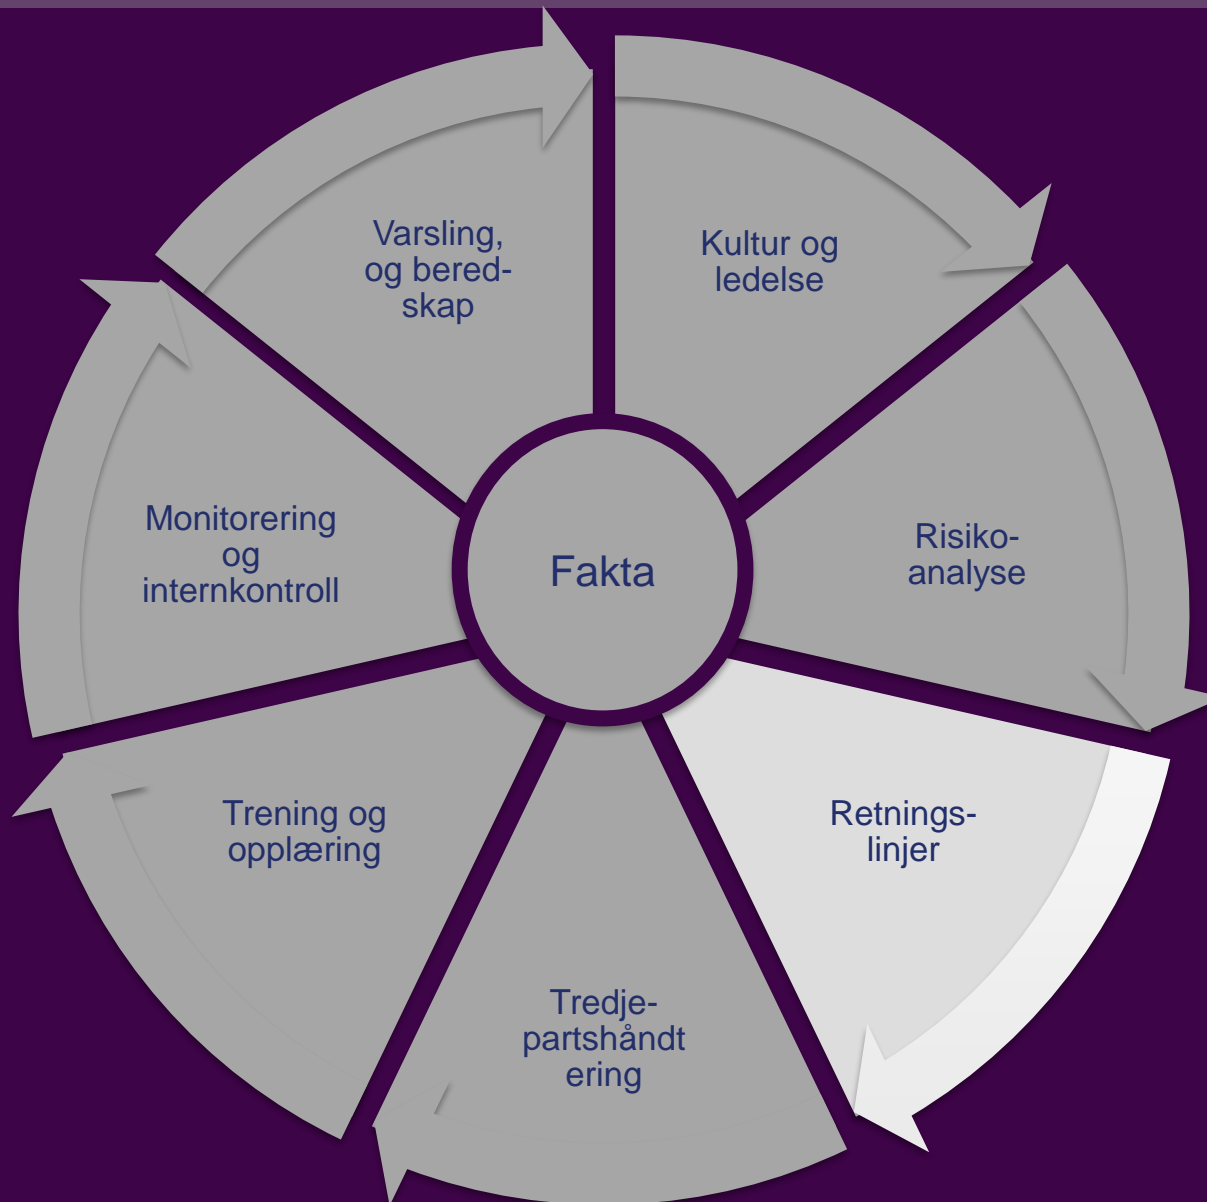 Varsling,
og bered-
skap
Kultur og
ledelse
Monitorering
og
internkontroll
Fakta
Risiko-
analyse
Trening og
opplæring
Retnings-
linjer
Tredje-
partshåndt
ering